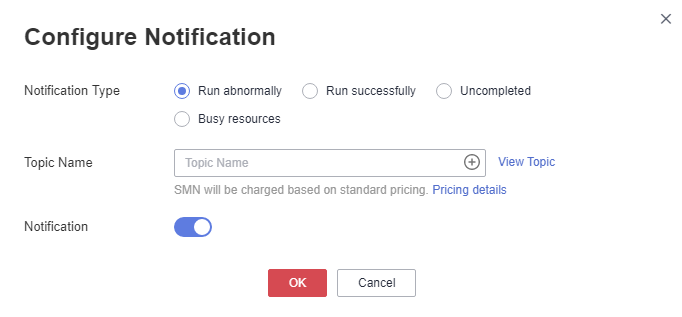 Configure Notification
Notification Type
Run abnormally
Run successfully
Uncompleted
Busy resources
Topic Name
Topic Name
View Topic
SMN will be charged based on standard pricing. Pricing details
Notification
OK
Cancel